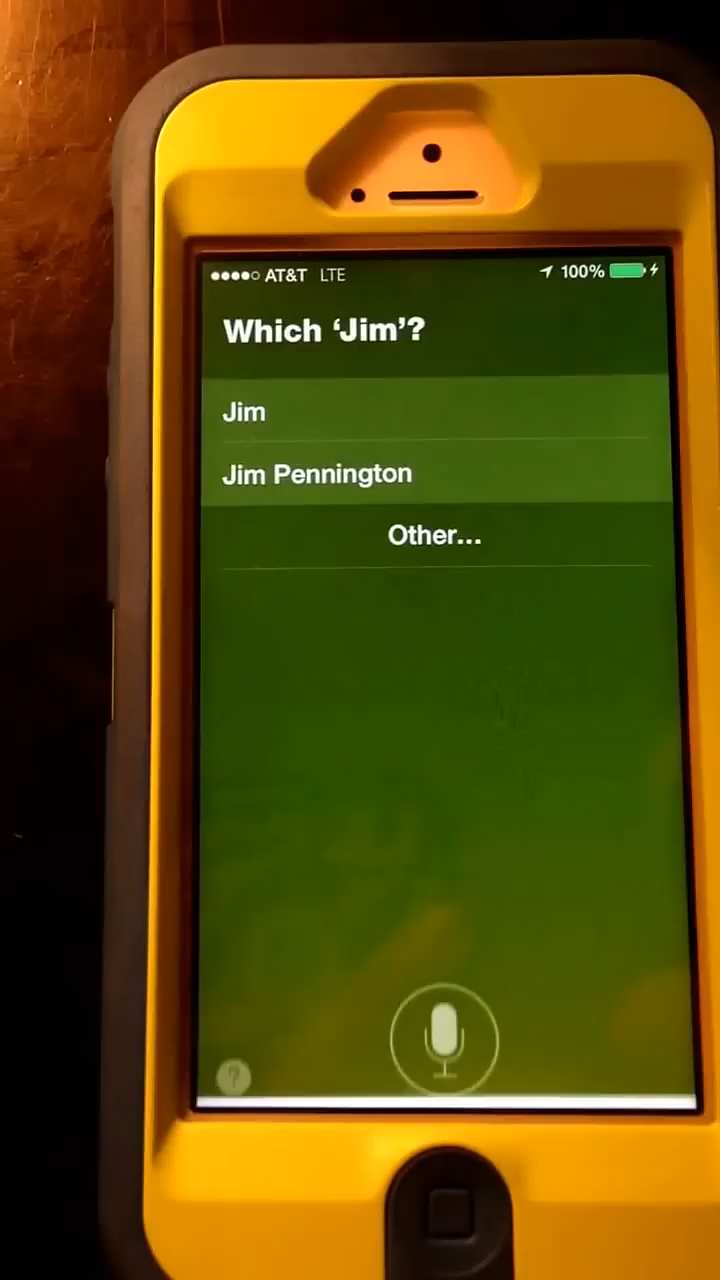 AT&T LTE 100%
Which ‘Jim’?
Jim
Jim Pennington
Other...
?